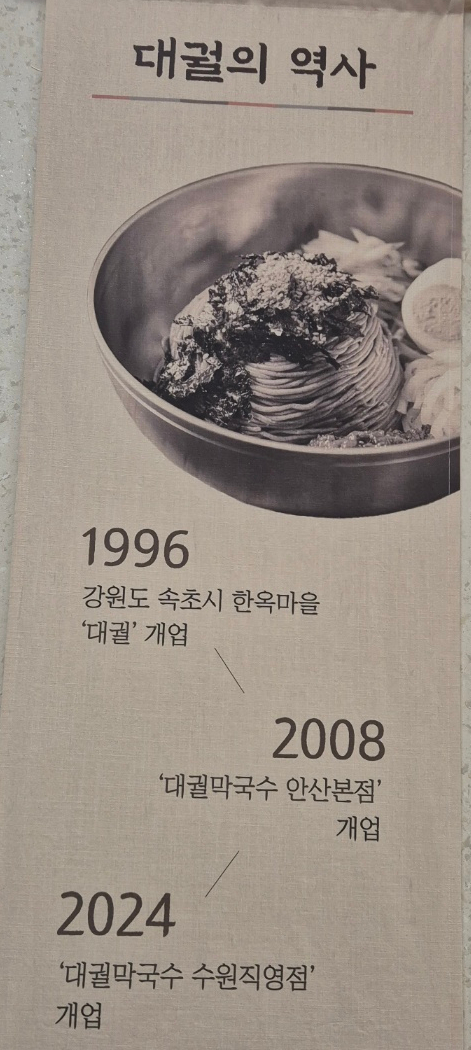 대궐의 역사
1996
강원도 속초시 한옥마을
‘대궐’ 개업
2008
‘대궐막국수 안산본점’
개업
2024
‘대궐막국수 수원직영점’
개업